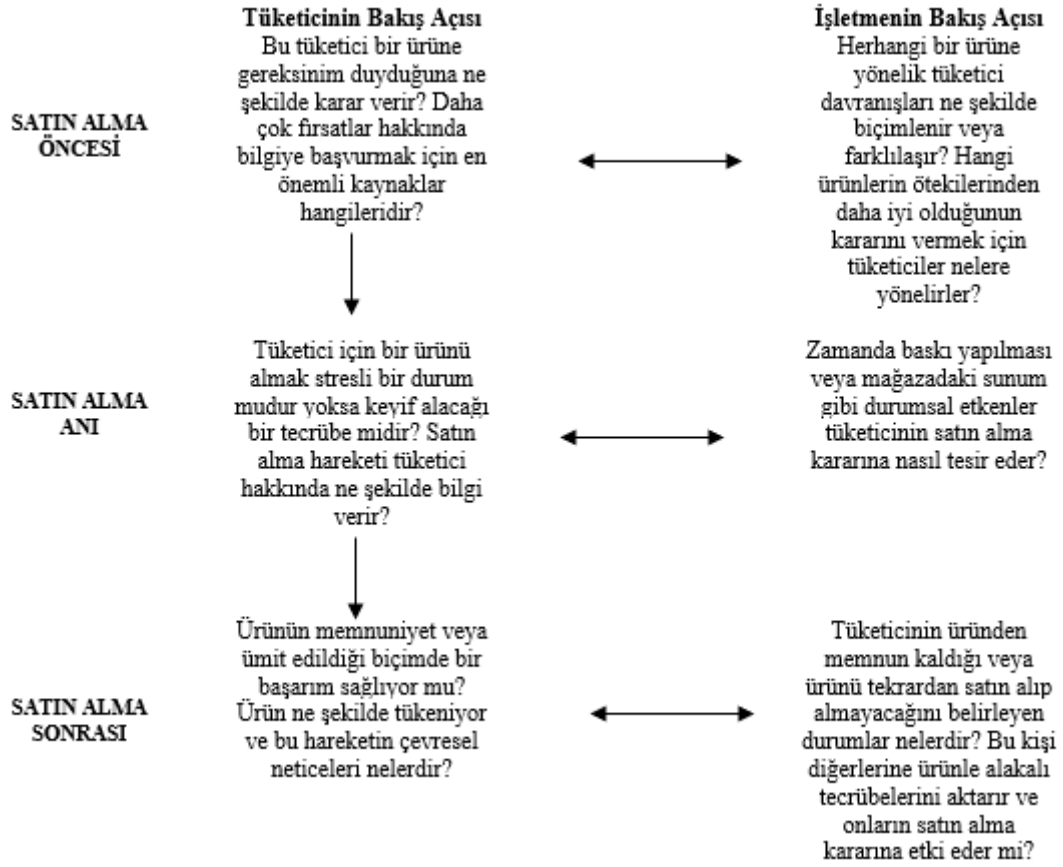 Tüketicinin Bakış Açısı
Bu tüketici bir ürüne
gereksinim duyduğuna ne
şekilde karar verir? Daha
çok fırsatlar hakkında
bilgiye başvurmak için en
önemli kaynaklar
hangileridir?
İşletmenin Bakış Açısı
Herhangi bir ürüne
yönelik tüketici
davranışları ne şekilde
biçimlenir veya
farklılaşır? Hangi
ürünlerin ötekilerinden
daha iyi olduğunun
kararını vermek için
tüketiciler nelere
yönelirler?
SATIN ALMA
ÖNCESİ
Tüketici için bir ürünü
almak stresli bir durum
mudur yoksa keyif alacağı
bir tecrübe midir? Satın
alma hareketi tüketici
hakkında ne şekilde bilgi
verir?
Zamanda baskı yapılması
veya mağazadaki sunum
gibi durumsal etkenler
tüketicinin satın alma
kararına nasıl tesir eder?
SATIN ALMA
ANI
Ürünün memnuniyet veya
ümit edildiği biçimde bir
başarım sağlıyor mu?
Ürün ne şekilde tükeniyor
ve bu hareketin çevresel
neticeleri nelerdir?
Tüketicinin üründen
memnun kaldığı veya
ürünü tekrardan satın alıp
almayacağını belirleyen
durumlar nelerdir? Bu kişi
diğerlerine ürünle alakalı
tecrübelerini aktarır ve
onların satın alma
kararına etki eder mi?
SATIN ALMA
SONRASI